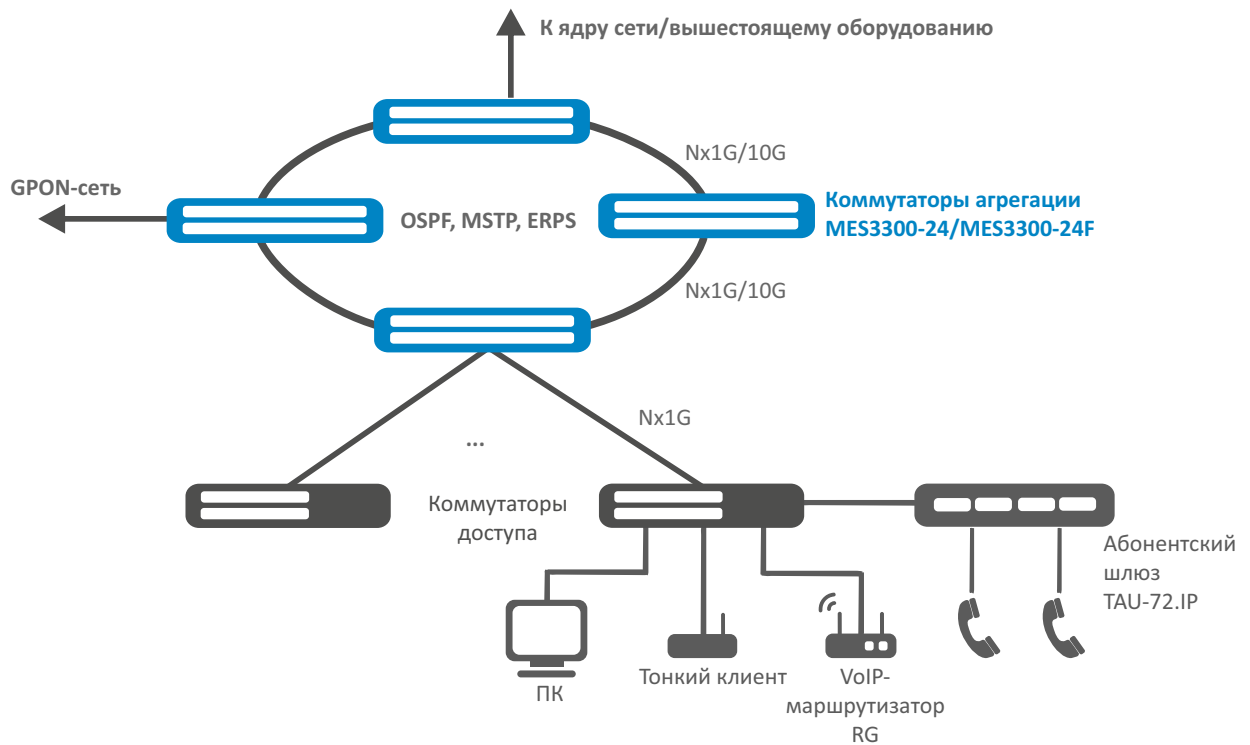 К ядру сети/вышестоящему оборудованию
Nx1G/10G
GPON-сеть
OSPF, MSTP, ERPS
Коммутаторы агрегации
MES3300-24/MES3300-24F
Nx1G/10G
Nx1G
...
Коммутаторы
доступа
Абонентский
шлюз
TAU-72.IP
ПК
Тонкий клиент
VoIP-
маршрутизатор
RG